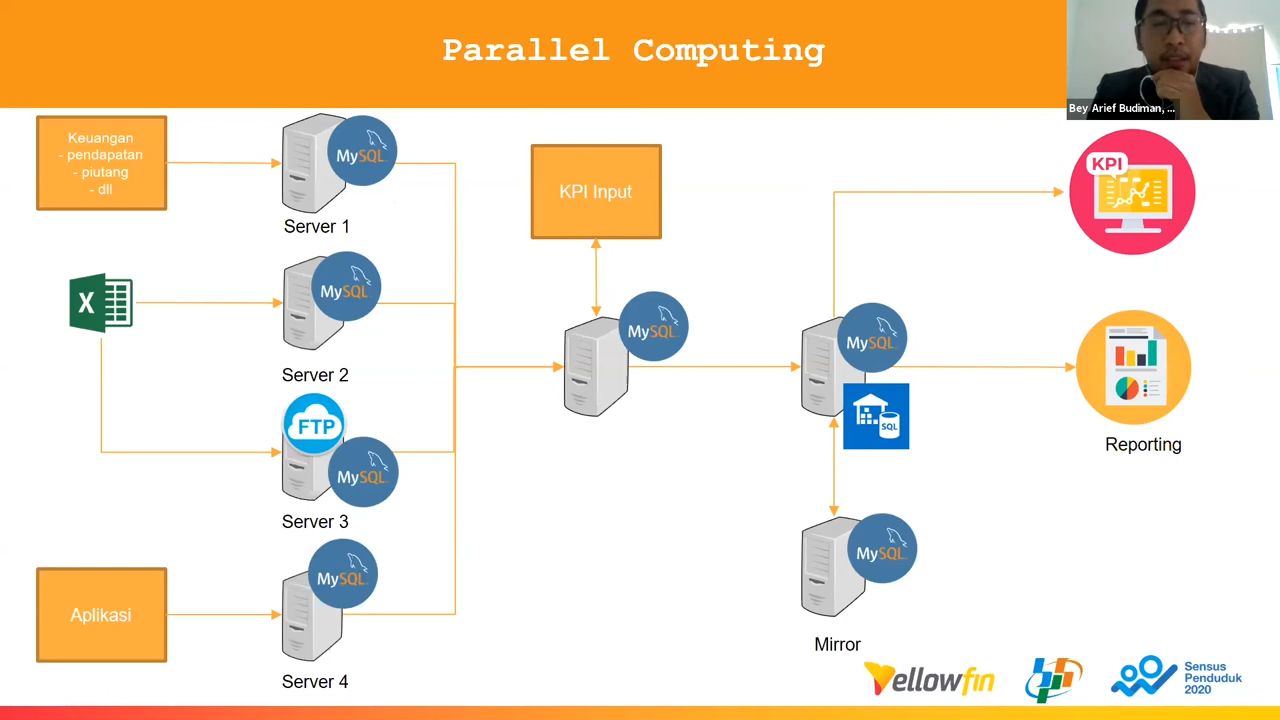 Parallel Computing
Bey Arief Budiman, ...
Keuangan
- pendapatan
- piutang
- dll
MySQL
Server 1
KPI Input
KPI
MySQL
X
Server 2
MySQL
MySQL
SQL
Reporting
FTP
MySQL
Server 3
Aplikasi
MySQL
Server 4
MySQL
Mirror
Yellowfin
Sensus
Penduduk
2020